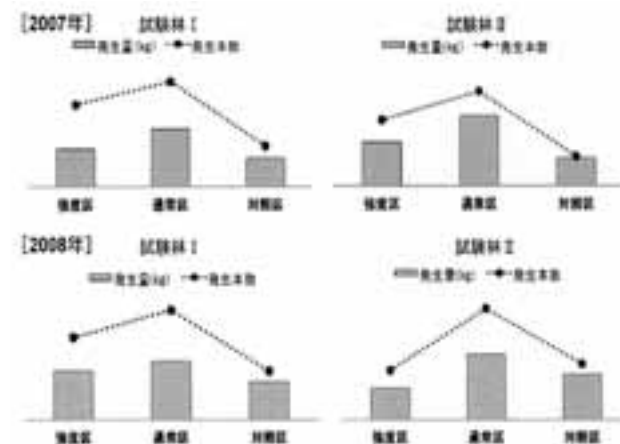 [2007年] 試験林Ⅰ 試験林Ⅱ
発生量(kg) 発生本数 発生量(kg) 発生本数
強度区 通常区 対照区 強度区 通常区 対照区
[2008年] 試験林Ⅰ 試験林Ⅱ
発生量(kg) 発生本数 発生量(kg) 発生本数
強度区 通常区 対照区 強度区 通常区 対照区